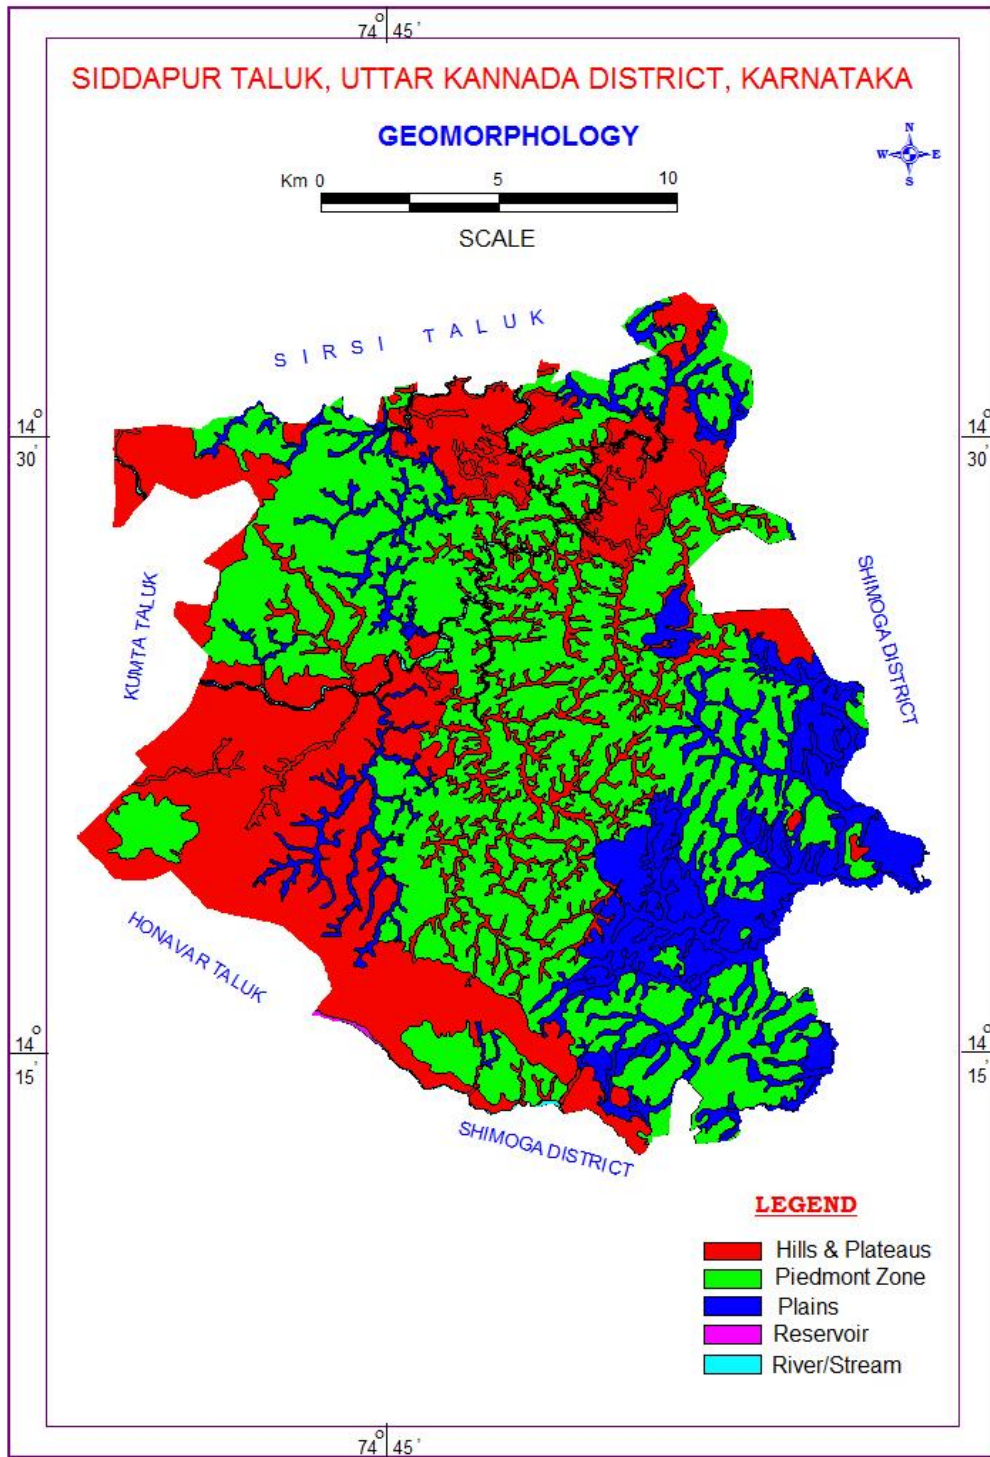 74° 45'
SIDDAPUR TALUK, UTTAR KANNADA DISTRICT, KARNATAKA
GEOMORPHOLOGY
N
W E
S
Km 0 5 10
SCALE
SIRSI TALUK
14° 30'
14° 30'
KUMTA TALUK
SHIMOGA DISTRICT
HONAVAR TALUK
14° 15'
14° 15'
SHIMOGA DISTRICT
LEGEND
Hills & Plateaus
Piedmont Zone
Plains
Reservoir
River/Stream
74° 45'